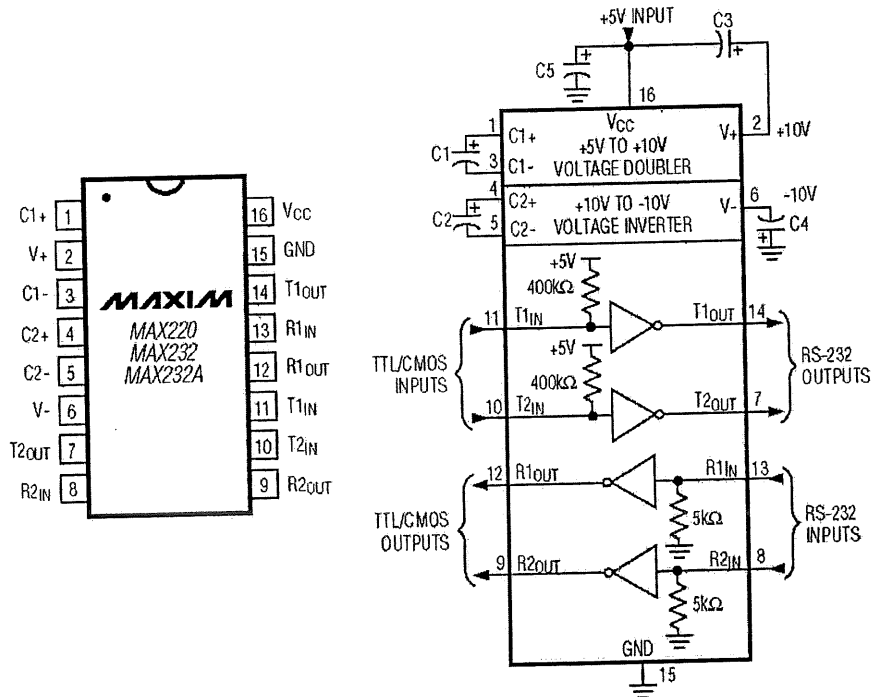 C1+ 1
V+ 2
C1- 3
C2+ 4
C2- 5
V- 6
T2OUT 7
R2IN 8
MAXIM
MAX220
MAX232
MAX232A
16 VCC
15 GND
14 T1OUT
13 R1IN
12 R1OUT
11 T1IN
10 T2IN
9 R2OUT
+5V INPUT
C3
C5
+
+
16
1 C1+
VCC
V+ 2 +10V
C1 +
+5V TO +10V
3 C1-
VOLTAGE DOUBLER
4 C2+
+10V TO -10V
V- 6 -10V
C2 +
5 C2-
VOLTAGE INVERTER
C4
+
+5V
400kΩ
11 T1IN
T1OUT 14
+5V
TTL/CMOS
INPUTS
RS-232
OUTPUTS
400kΩ
10 T2IN
T2OUT 7
12 R1OUT
R1IN 13
TTL/CMOS
OUTPUTS
5kΩ
RS-232
INPUTS
9 R2OUT
R2IN 8
5kΩ
GND
15